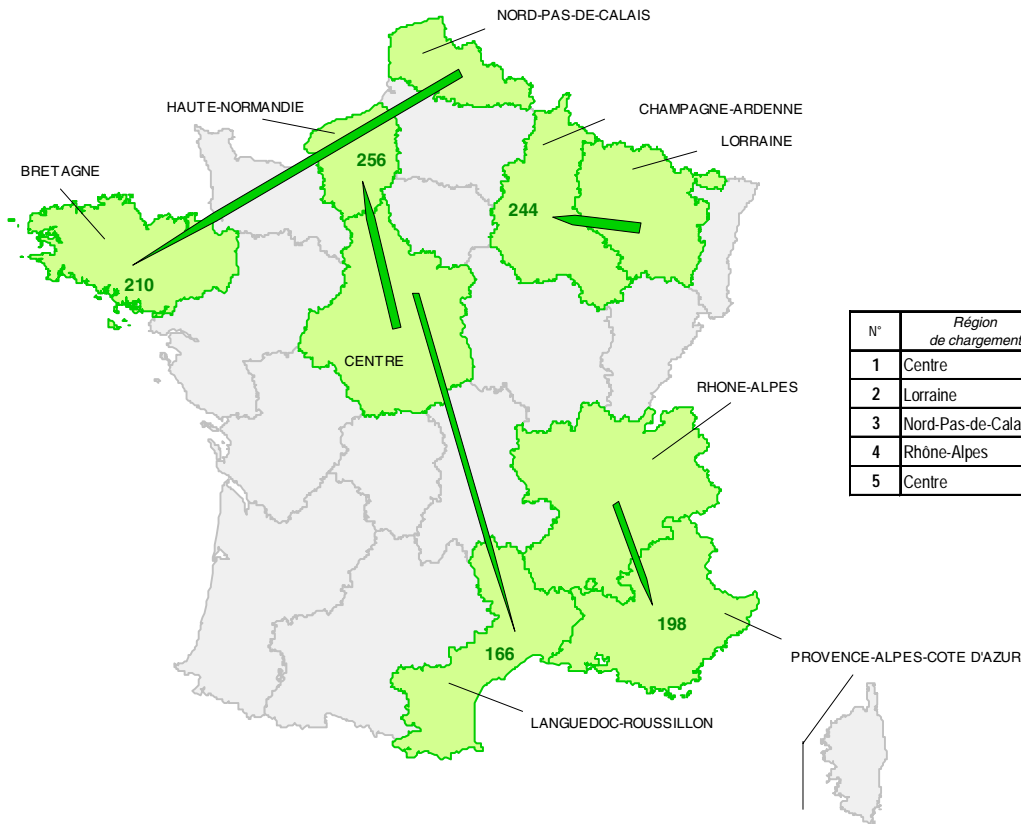 NORD-PAS-DE-CALAIS
HAUTE-NORMANDIE
CHAMPAGNE-ARDENNE
LORRAINE
BRETAGNE
256
244
210
CENTRE
RHONE-ALPES
198
166
PROVENCE-ALPES-COTE D'AZUR
LANGUEDOC-ROUSSILLON
N° Région
de chargement
1 Centre
2 Lorraine
3 Nord-Pas-de-Cala
4 Rhône-Alpes
5 Centre